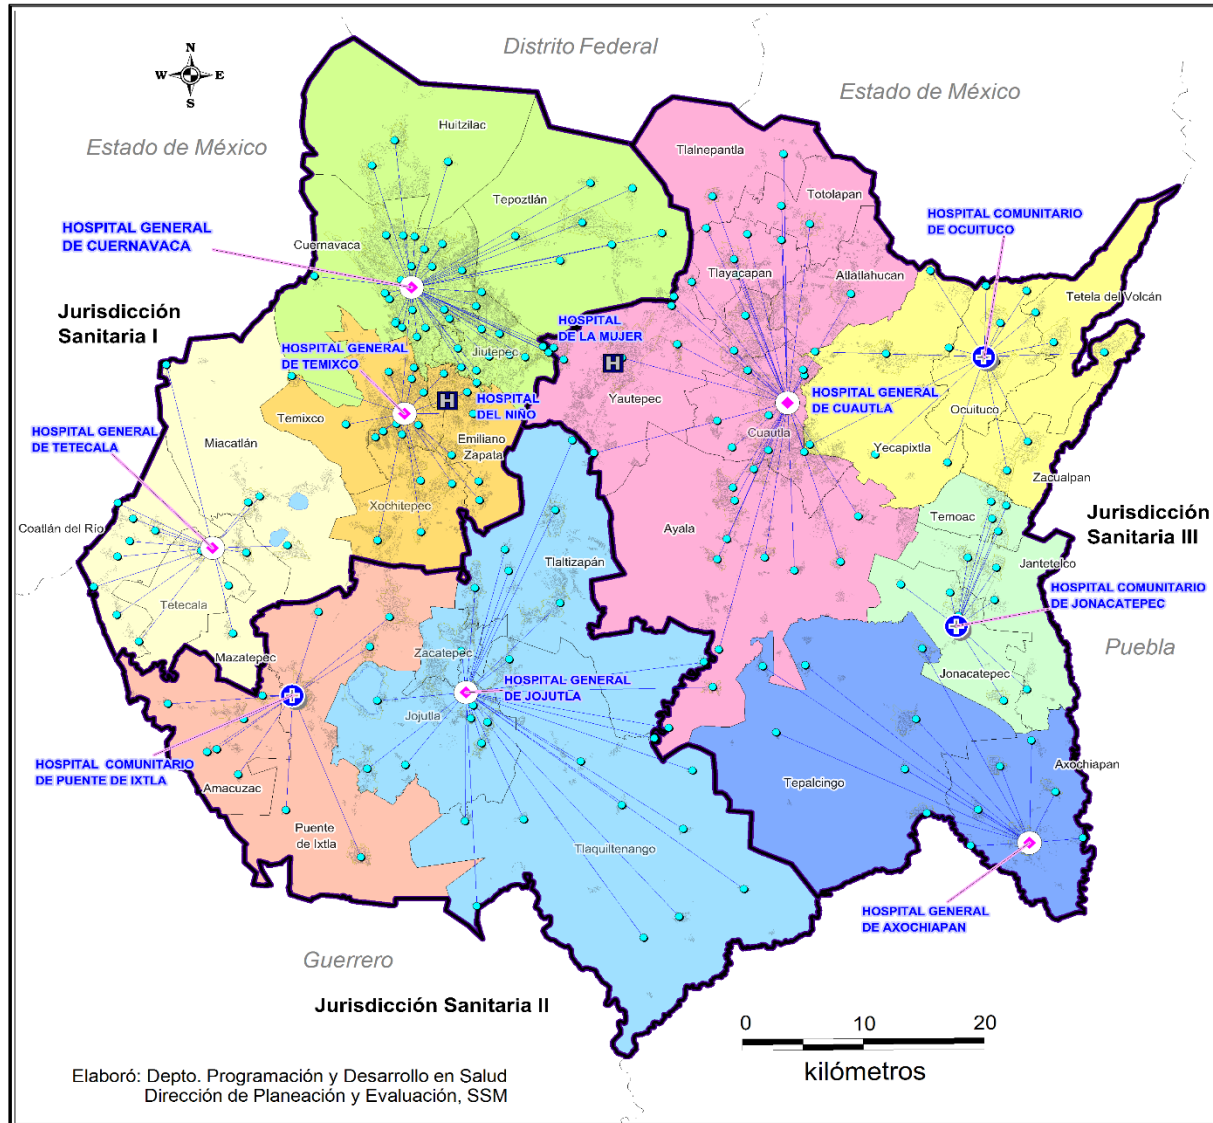 Distrito Federal
Estado de México
Estado de México
N
W E
S
Huitzilac
Tlalnepantla
Totolapan
Tepoztlán
HOSPITAL GENERAL
DE CUERNAVACA
HOSPITAL COMUNITARIO
DE OCUITUCO
Cuernavaca
Tlayacapan
Atlatlahucan
Tetela del Volcán
Jurisdicción
Sanitaria I
HOSPITAL
DE LA MUJER
HOSPITAL GENERAL
DE TEMIXCO
Jiutepec
HOSPITAL
DEL NIÑO
Yautepec
HOSPITAL GENERAL
DE CUAUTLA
Ocuituco
Temixco
HOSPITAL GENERAL
DE TETECALA
Miacatlán
Emiliano
Zapata
Cuautla
Yecapixtla
Zacualpan
Xochitepec
Coatlán del Río
Ayala
Temoac
Jurisdicción
Sanitaria III
Tlaltizapán
Jantetelco
HOSPITAL COMUNITARIO
DE JONACATEPEC
Tetecala
Puebla
Mazatepec
Zacatepec
Jonacatepec
HOSPITAL GENERAL
DE JOJUTLA
Jojutla
HOSPITAL COMUNITARIO
DE PUENTE DE IXTLA
Amacuzac
Tepalcingo
Axochiapan
Puente
de Ixtla
Tlaquiltenango
HOSPITAL GENERAL
DE AXOCHIAPAN
Guerrero
Jurisdicción Sanitaria II
0 10 20
kilómetros
Elaboró: Depto. Programación y Desarrollo en Salud
Dirección de Planeación y Evaluación, SSM
H
H